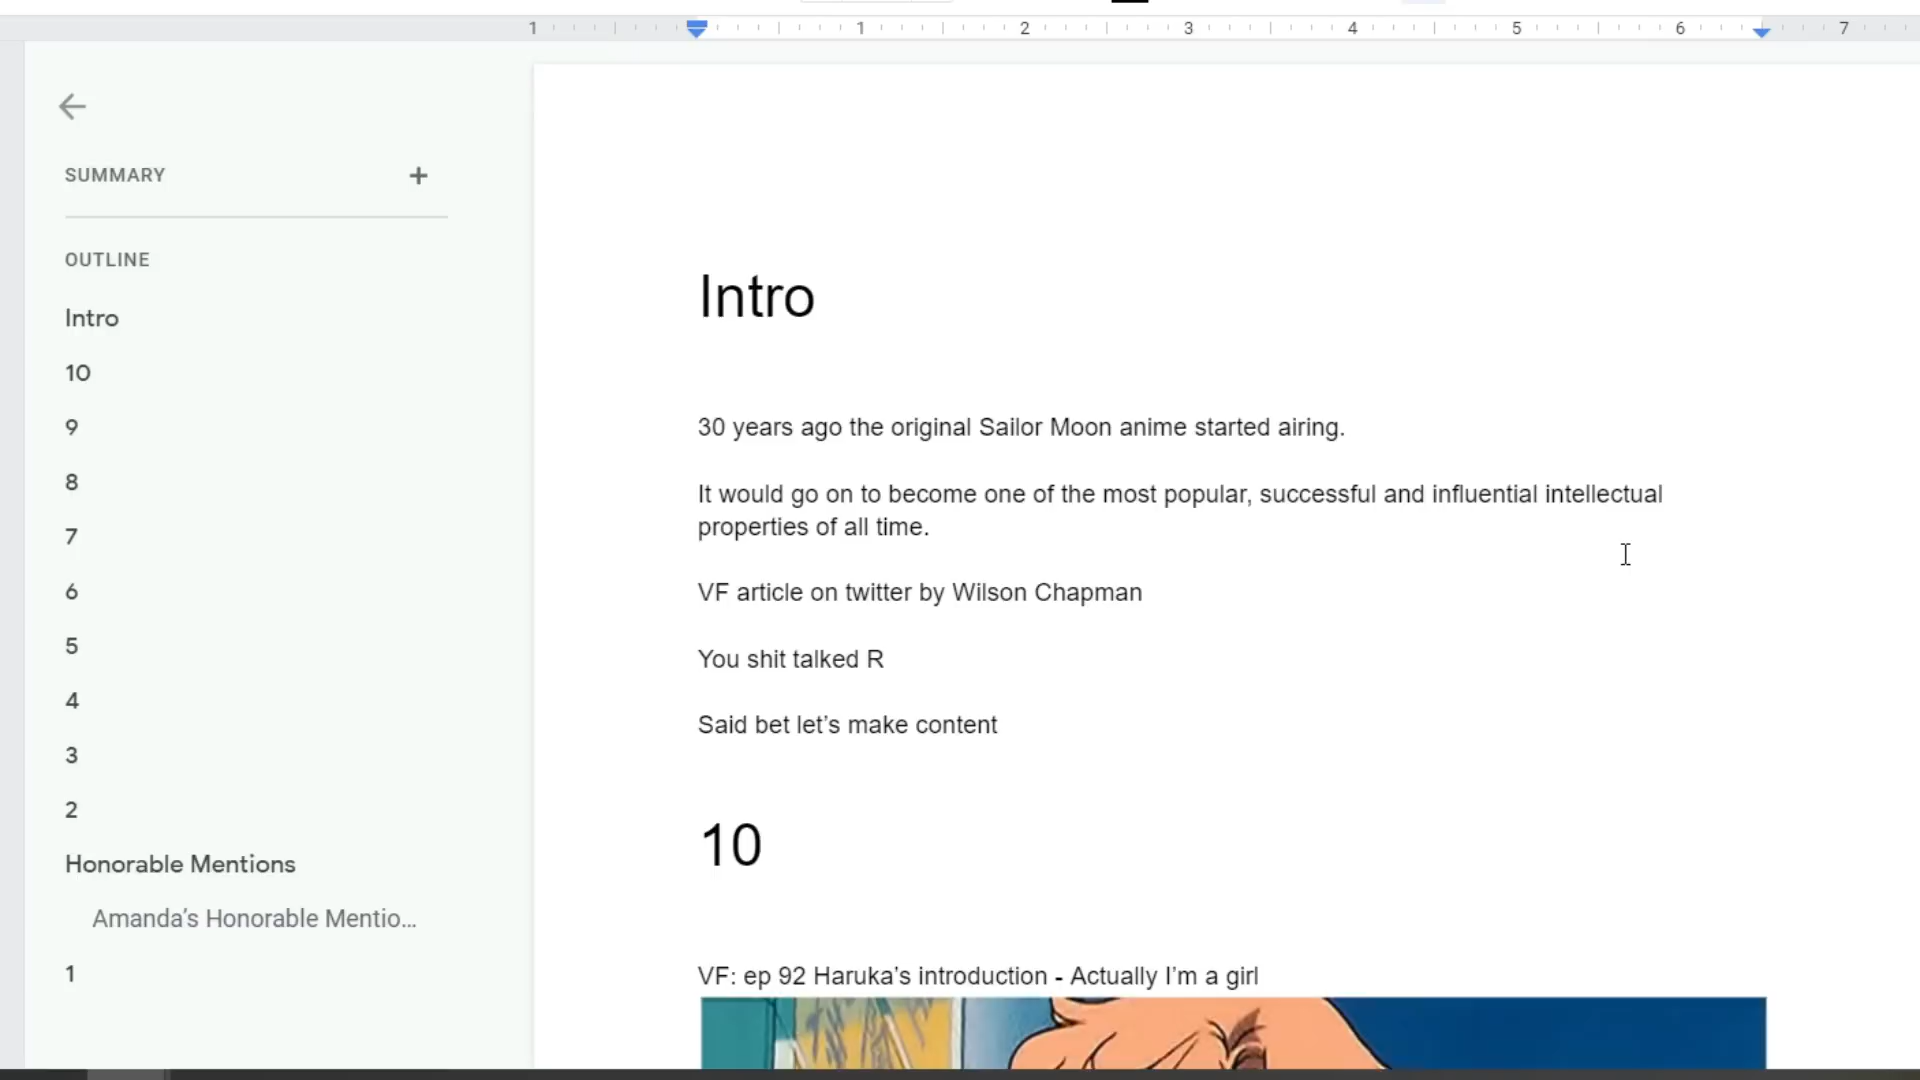 1 1 2 3 4 5 6 7
SUMMARY
OUTLINE
Intro
10
9
8
7
6
5
4
3
2
Honorable Mentions
Amanda’s Honorable Mentio...
1
Intro
30 years ago the original Sailor Moon anime started airing.
It would go on to become one of the most popular, successful and influential intellectual
properties of all time.
VF article on twitter by Wilson Chapman
You shit talked R
Said bet let’s make content
10
VF: ep 92 Haruka’s introduction - Actually I’m a girl